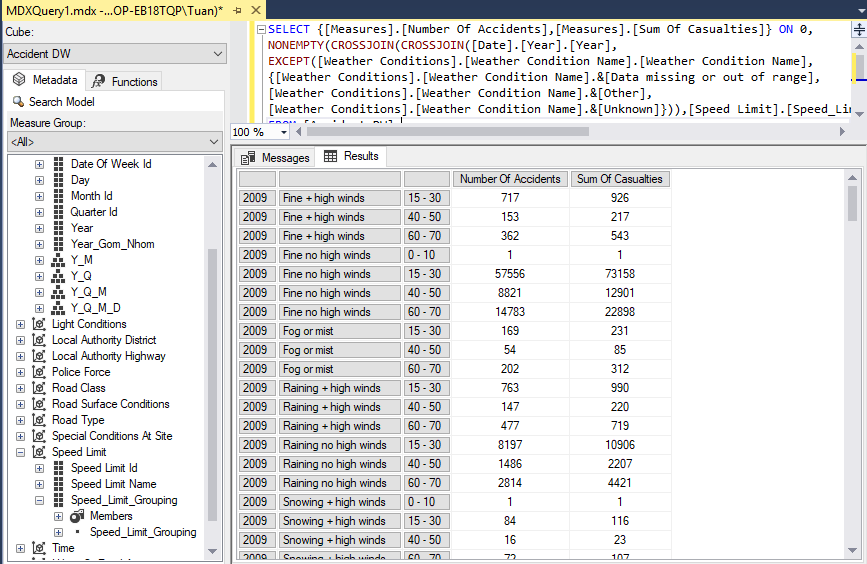 MDXQuery1.mdx -...OP-EB18TQP\Tuan)*
Cube:
Accident DW
Metadata
Functions
Search Model
Measure Group:
<All>
Date Of Week Id
Day
Month Id
Quarter Id
Year
Year_Gom_Nhom
Y_M
Y_Q
Y_Q_M
Y_Q_M_D
Light Conditions
Local Authority District
Local Authority Highway
Police Force
Road Class
Road Surface Conditions
Road Type
Special Conditions At Site
Speed Limit
Speed Limit Id
Speed Limit Name
Speed_Limit_Grouping
Members
Speed_Limit_Grouping
Time
SELECT {[Measures].[Number Of Accidents],[Measures].[Sum Of Casualties]} ON 0,
NONEMPTY(CROSSJOIN(CROSSJOIN([Date].[Year].[Year],
EXCEPT([Weather Conditions].[Weather Condition Name].[Weather Condition Name],
{[Weather Conditions].[Weather Condition Name].&[Data missing or out of range],
[Weather Conditions].[Weather Condition Name].&[Other],
[Weather Conditions].[Weather Condition Name].&[Unknown]})),[Speed Limit].[Speed_Lim
FROM [Accident DW]
100 %
Messages
Results
Number Of Accidents Sum Of Casualties
2009 Fine + high winds 15 - 30 717 926
2009 Fine + high winds 40 - 50 153 217
2009 Fine + high winds 60 - 70 362 543
2009 Fine no high winds 0 - 10 1 1
2009 Fine no high winds 15 - 30 57556 73158
2009 Fine no high winds 40 - 50 8821 12901
2009 Fine no high winds 60 - 70 14783 22898
2009 Fog or mist 15 - 30 169 231
2009 Fog or mist 40 - 50 54 85
2009 Fog or mist 60 - 70 202 312
2009 Raining + high winds 15 - 30 763 990
2009 Raining + high winds 40 - 50 147 220
2009 Raining + high winds 60 - 70 477 719
2009 Raining no high winds 15 - 30 8197 10906
2009 Raining no high winds 40 - 50 1486 2207
2009 Raining no high winds 60 - 70 2814 4421
2009 Snowing + high winds 0 - 10 1 1
2009 Snowing + high winds 15 - 30 84 116
2009 Snowing + high winds 40 - 50 16 23
2009 Snowing + high winds 60 - 70 72 107